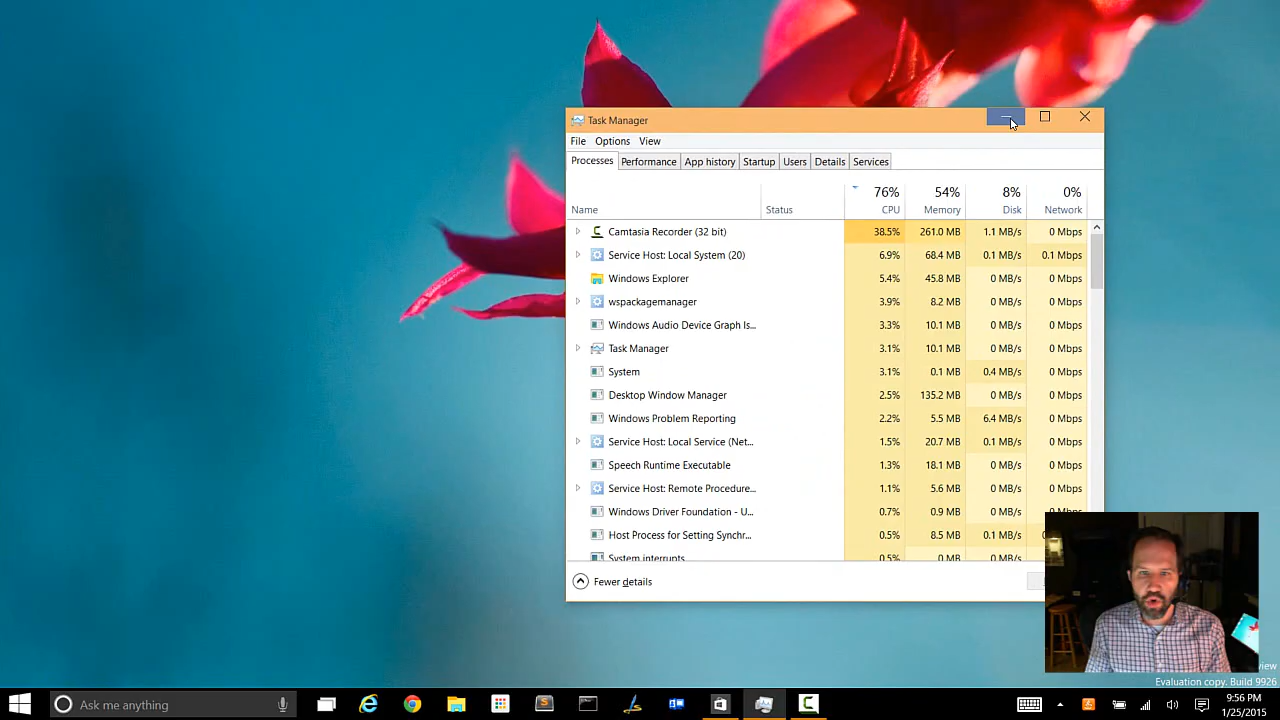 Task Manager
File Options View
Processes Performance App history Startup Users Details Services
76% 54% 8% 0%
Name Status CPU Memory Disk Network
Camtasia Recorder (32 bit) 38.5% 261.0 MB 1.1 MB/s 0 Mbps
Service Host: Local System (20) 6.9% 68.4 MB 0.1 MB/s 0.1 Mbps
Windows Explorer 5.4% 45.8 MB 0 MB/s 0 Mbps
wspackagemanager 3.9% 8.2 MB 0 MB/s 0 Mbps
Windows Audio Device Graph Is... 3.3% 10.1 MB 0 MB/s 0 Mbps
Task Manager 3.1% 10.1 MB 0 MB/s 0 Mbps
System 3.1% 0.1 MB 0.4 MB/s 0 Mbps
Desktop Window Manager 2.5% 135.2 MB 0 MB/s 0 Mbps
Windows Problem Reporting 2.2% 5.5 MB 6.4 MB/s 0 Mbps
Service Host: Local Service (Net... 1.5% 20.7 MB 0.1 MB/s 0 Mbps
Speech Runtime Executable 1.3% 18.1 MB 0 MB/s 0 Mbps
Service Host: Remote Procedure... 1.1% 5.6 MB 0 MB/s 0 Mbps
Windows Driver Foundation - U... 0.7% 0.9 MB 0 MB/s 0 Mbps
Host Process for Setting Synchr... 0.5% 8.5 MB 0.1 MB/s
System interrupts 0.5% 0 MB 0 MB/s
Fewer details
Evaluation copy. Build 9926
Ask me anything
9:56 PM
1/25/2015